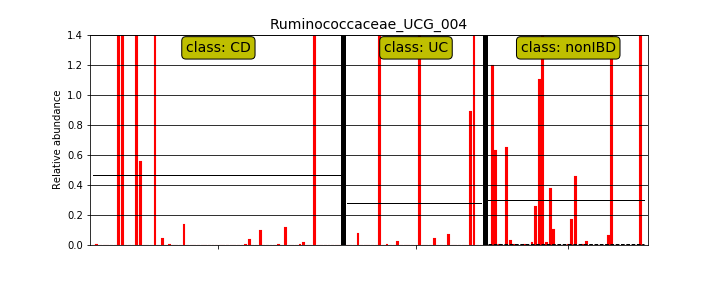 Ruminococcaceae_UCG_004
class: CD
class: UC
class: nonIBD
Relative abundance
1.4
1.2
1.0
0.8
0.6
0.4
0.2
0.0